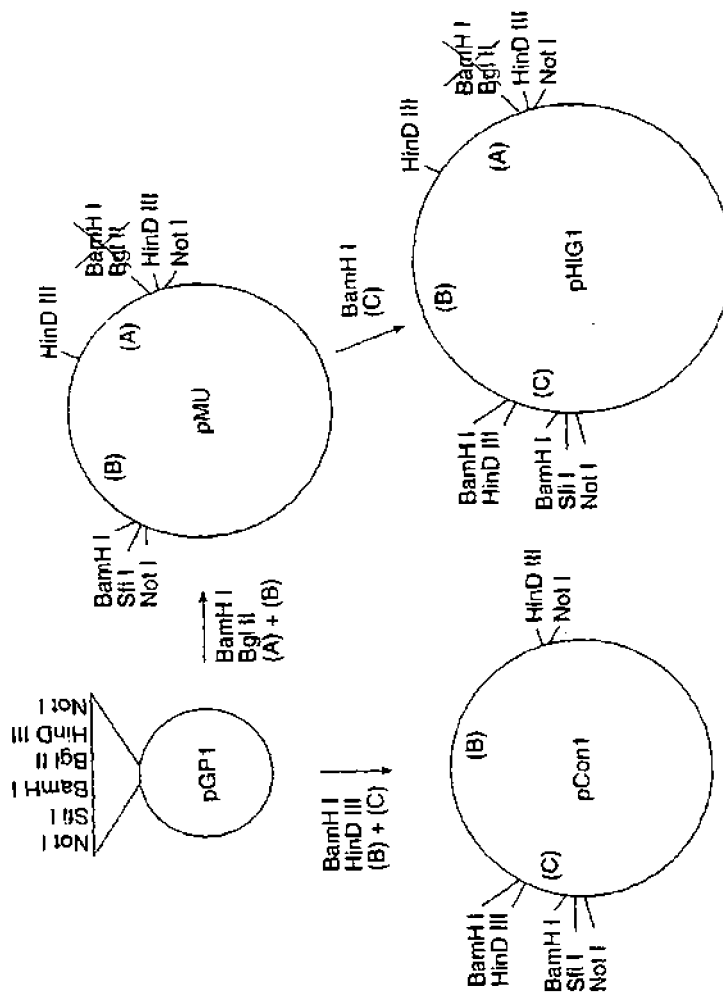 Not I
Sfi I
BamH I
Bgl II
HinD III
Not I
pGP1
BamH I
Bgl II
(A) + (B)
BamH I
Sfi I
Not I
(B)
HinD III
(A)
BamH I
Bgl II
HinD III
Not I
pMU
BamH I
HinD III
(B) + (C)
BamH I
(C)
BamH I
HinD III
(C)
BamH I
Sfi I
Not I
(B)
HinD III
Not I
pCon1
BamH I
HinD III
(C)
BamH I
Sfi I
Not I
(B)
HinD III
(A)
BamH I
Bgl II
HinD III
Not I
pHIG1